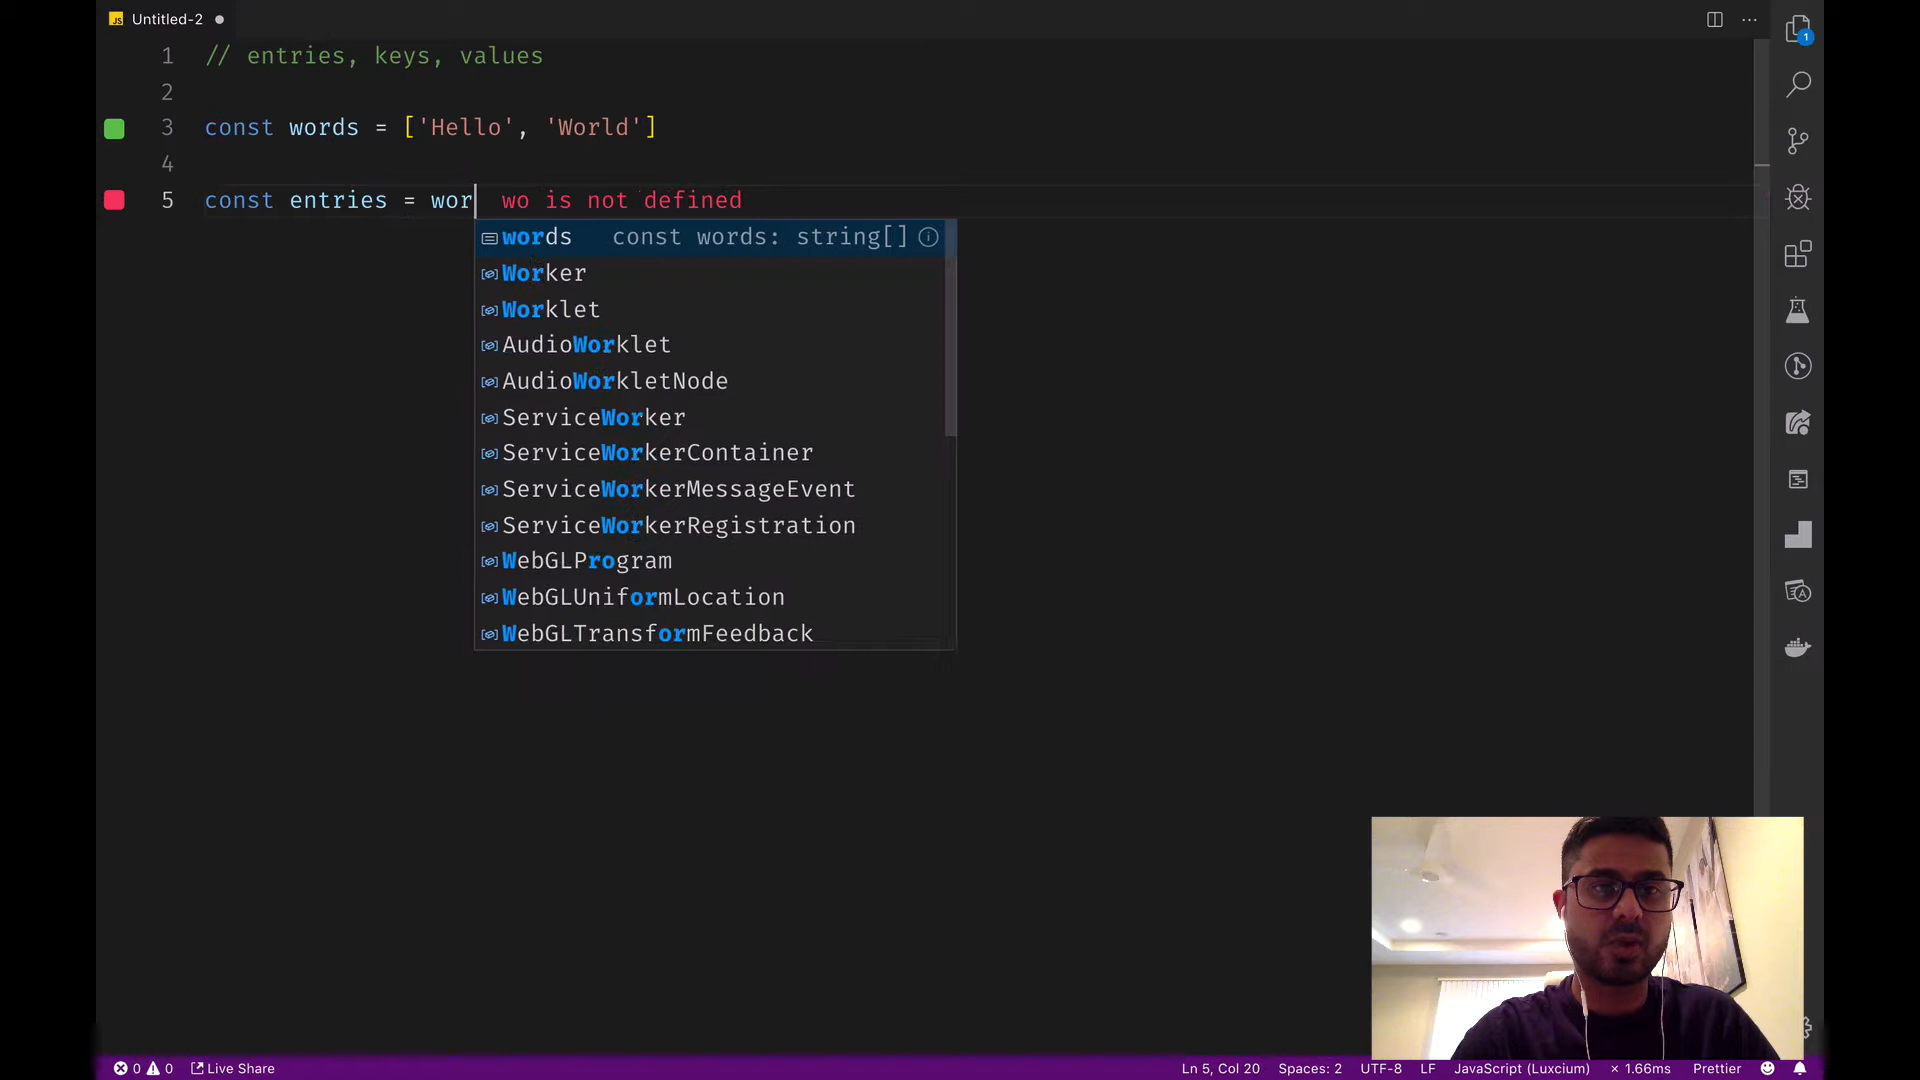 JS Untitled-2
1 // entries, keys, values
2
3 const words = ['Hello', 'World']
4
5 const entries = wor wo is not defined
words const words: string[]
Worker
Worklet
AudioWorklet
AudioWorkletNode
ServiceWorker
ServiceWorkerContainer
ServiceWorkerMessageEvent
ServiceWorkerRegistration
WebGLProgram
WebGLUniformLocation
WebGLTransformFeedback
1
0 0 Live Share Ln 5, Col 20 Spaces: 2 UTF-8 LF JavaScript (Luxcium) × 1.66ms Prettier